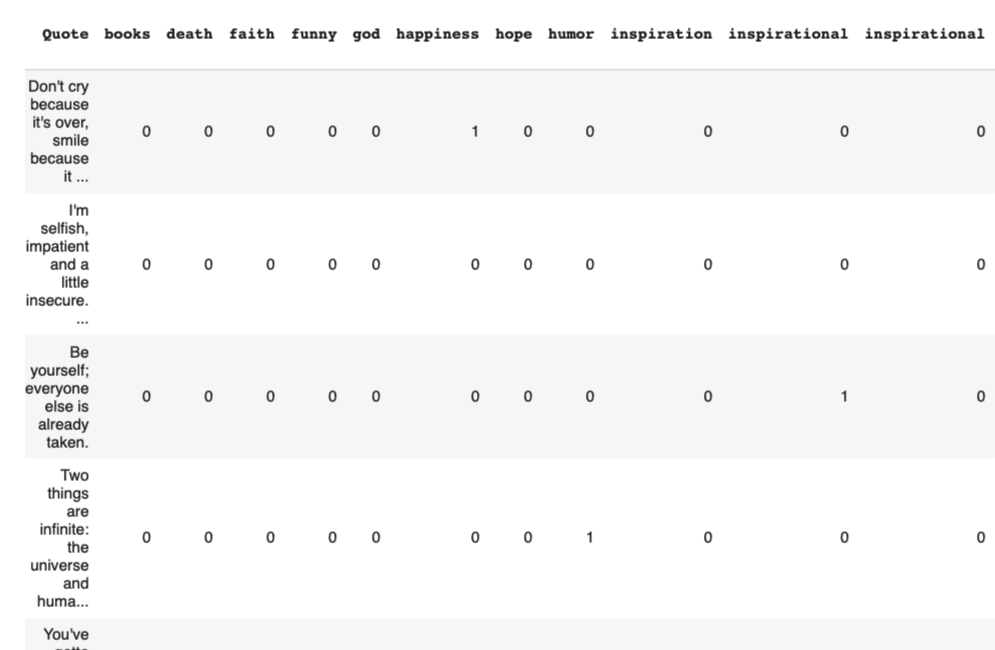 Quote books death faith funny god happiness hope humor inspiration inspirational inspirational
Don't cry
because
it's over,
smile
because
it ...
0 0 0 0 0 1 0 0 0 0 0
I'm
selfish,
impatient
and a
little
insecure.
...
0 0 0 0 0 0 0 0 0 0 0
Be
yourself;
everyone
else is
already
taken.
0 0 0 0 0 0 0 0 0 1 0
Two
things
are
infinite:
the
universe
and
huma...
0 0 0 0 0 0 0 1 0 0 0
You've